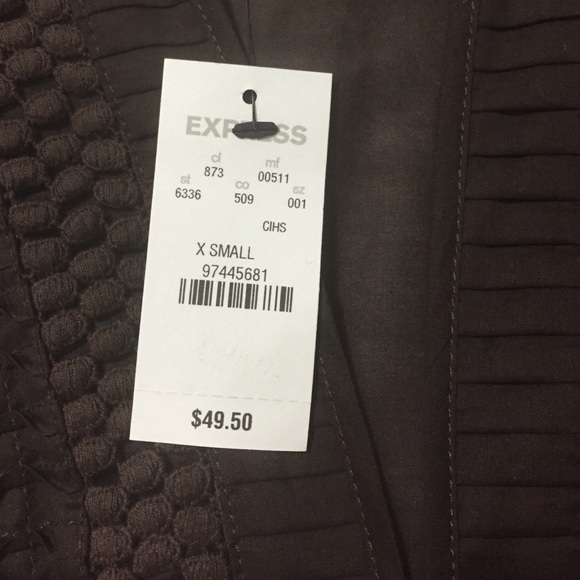 EXPRESS
cl mf
873 00511
st co sz
6336 509 001
CIHS
X SMALL
97445681
$49.50